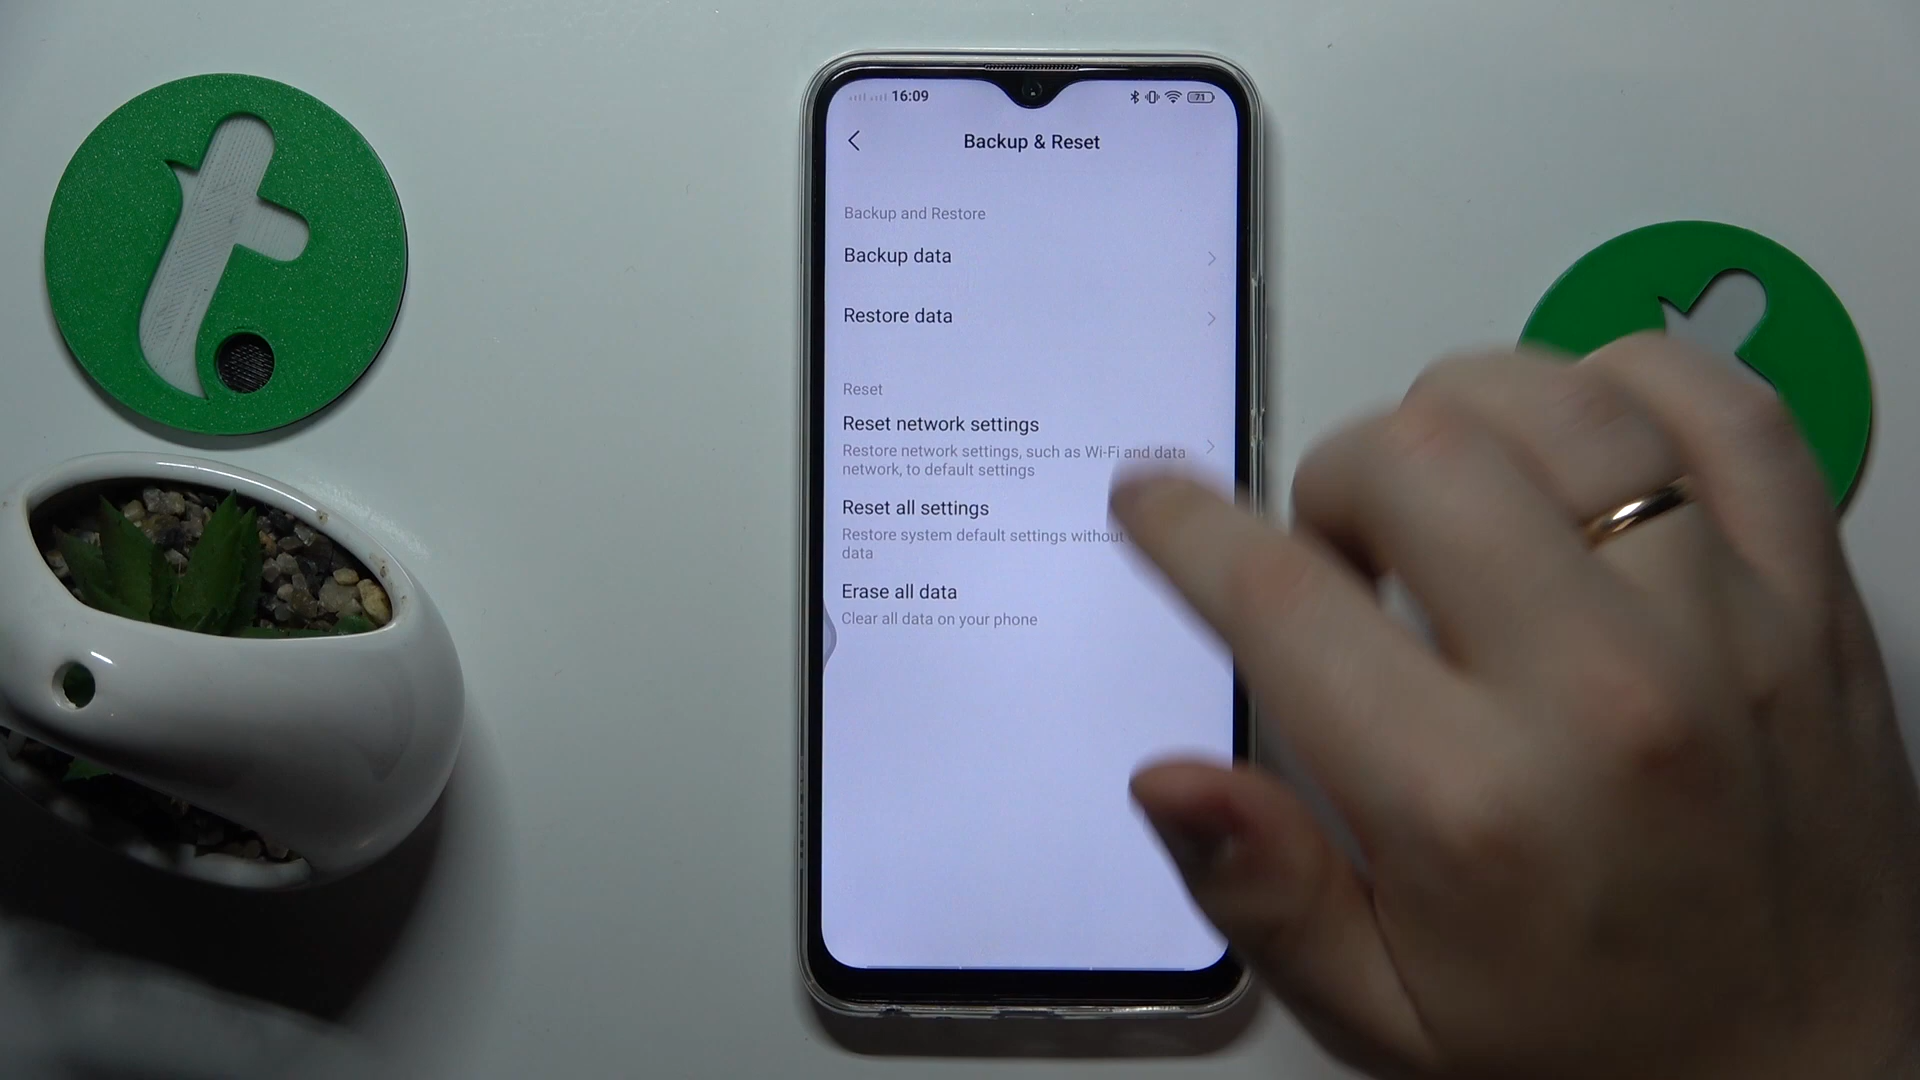 16:09
71
Backup & Reset
Backup and Restore
Backup data
Restore data
Reset
Reset network settings
Restore network settings, such as Wi-Fi and data
network, to default settings
Reset all settings
Restore system default settings without
data
Erase all data
Clear all data on your phone